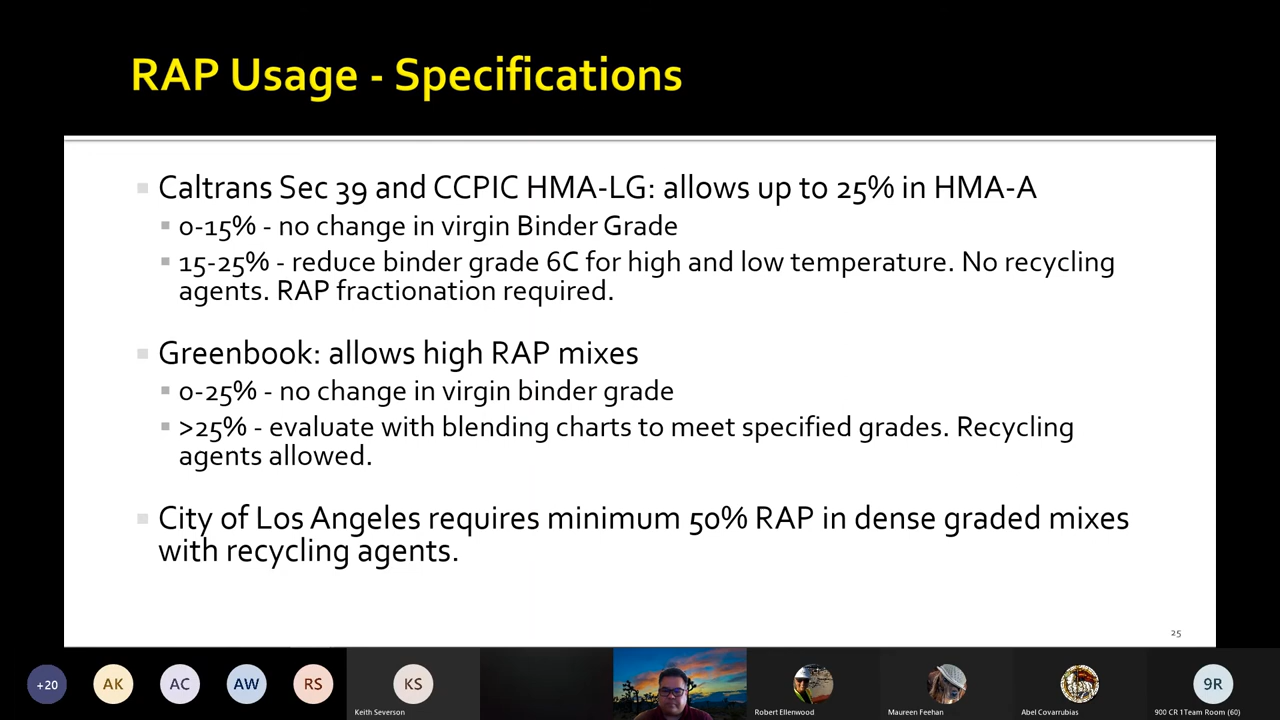 RAP Usage - Specifications
Caltrans Sec 39 and CCPIC HMA-LG: allows up to 25% in HMA-A
0-15% - no change in virgin Binder Grade
15-25% - reduce binder grade 6C for high and low temperature. No recycling
agents. RAP fractionation required.
Greenbook: allows high RAP mixes
0-25% - no change in virgin binder grade
>25% - evaluate with blending charts to meet specified grades. Recycling
agents allowed.
City of Los Angeles requires minimum 50% RAP in dense graded mixes
with recycling agents.
25
+20
AK
AC
AW
RS
KS
9R
Keith Severson
Robert Ellenwood
Maureen Feehan
Abel Covarrubias
900 CR 1Team Room (60)